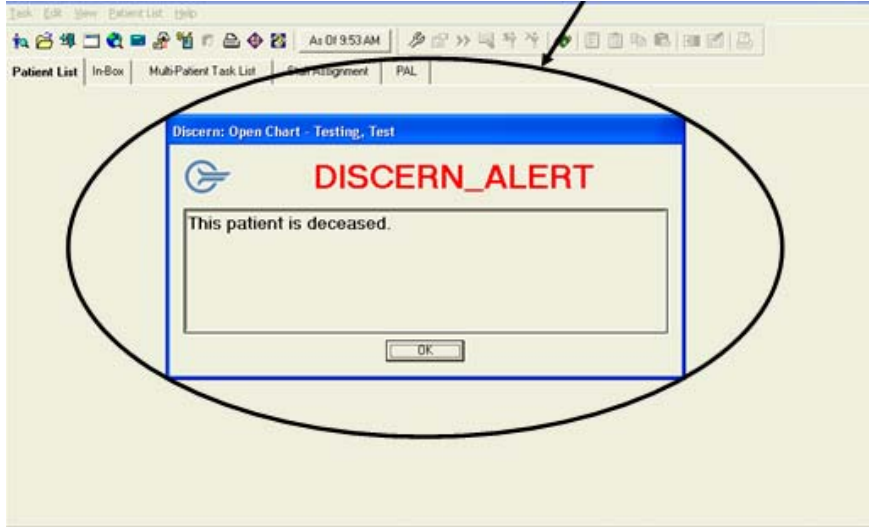 Task Edit View Patient List Help
As Of 9:53 AM
Patient List In-Box Multi-Patient Task List Staff Assignment PAL
Discern: Open Chart - Testing, Test
DISCERN_ALERT
This patient is deceased.
OK